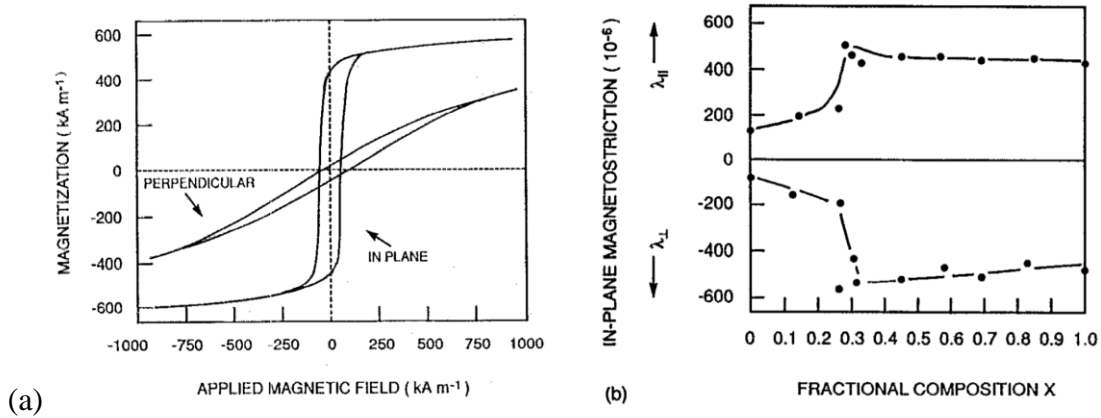 MAGNETIZATION ( kA m⁻¹)
600
400
200
0
-200
-400
-600
PERPENDICULAR
IN PLANE
-1000 -750 -500 -250 0 250 500 750 1000
APPLIED MAGNETIC FIELD ( kA m⁻¹)
(a)
IN-PLANE MAGNETOSTRICTION ( 10⁻⁶)
λ||
λ⊥
600
400
200
0
-200
-400
-600
0 0.1 0.2 0.3 0.4 0.5 0.6 0.7 0.8 0.9 1.0
(b)
FRACTIONAL COMPOSITION X